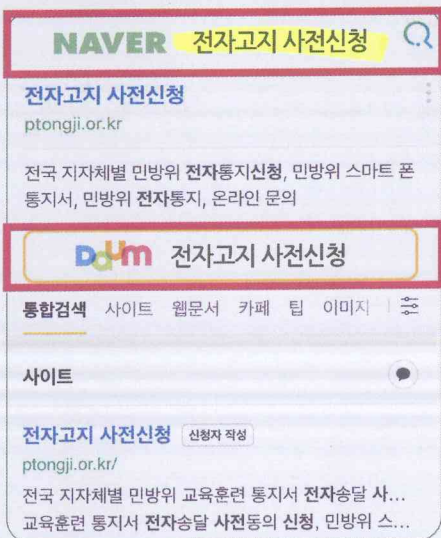 NAVER 전자고지 사전신청
전자고지 사전신청
ptongji.or.kr
전국 지자체별 민방위 전자통지신청, 민방위 스마트 폰
통지서, 민방위 전자통지, 온라인 문의
Daum 전자고지 사전신청
통합검색 사이트 웹문서 카페 팁 이미지
사이트
전자고지 사전신청 신청자 작성
ptongji.or.kr/
전국 지자체별 민방위 교육훈련 통지서 전자송달 사...
교육훈련 통지서 전자송달 사전동의 신청, 민방위 스...